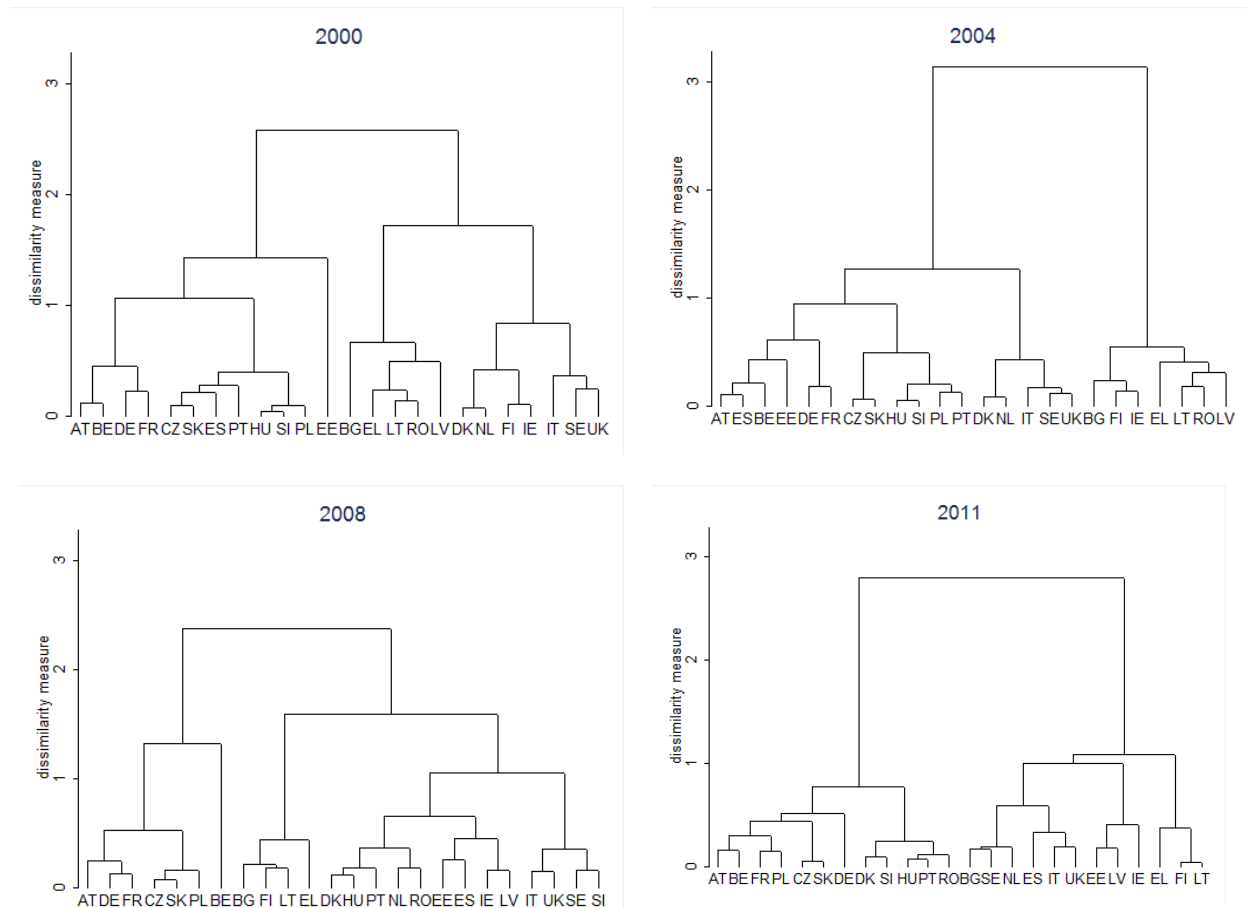 2000
3
2
1
0
dissimilarity measure
AT BE DE FR CZ SK ES PT HU SI PL EE BG EL LT RO LV DK NL FI IE IT SE UK
2004
3
2
1
0
dissimilarity measure
AT ES BE EE DE FR CZ SK HU SI PL PT DK NL IT SE UK BG FI IE EL LT RO LV
2008
3
2
1
0
dissimilarity measure
AT DE FR CZ SK PL BE BG FI LT EL DK HU PT NL RO EE ES IE LV IT UK SE SI
2011
3
2
1
0
dissimilarity measure
AT BE FR PL CZ SK DE DK SI HU PT RO BG SE NL ES IT UK EE LV IE EL FI LT